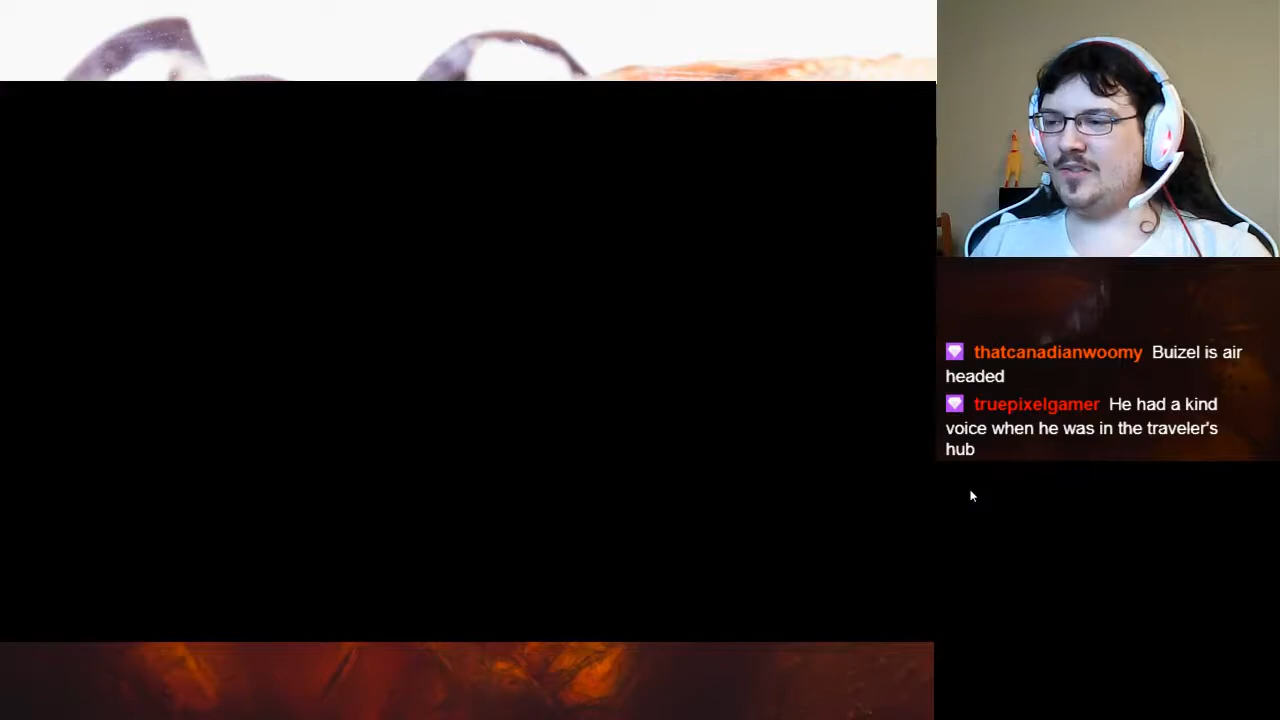 thatcanadianwoomy Buizel is air
headed
truepixelgamer He had a kind
voice when he was in the traveler's
hub